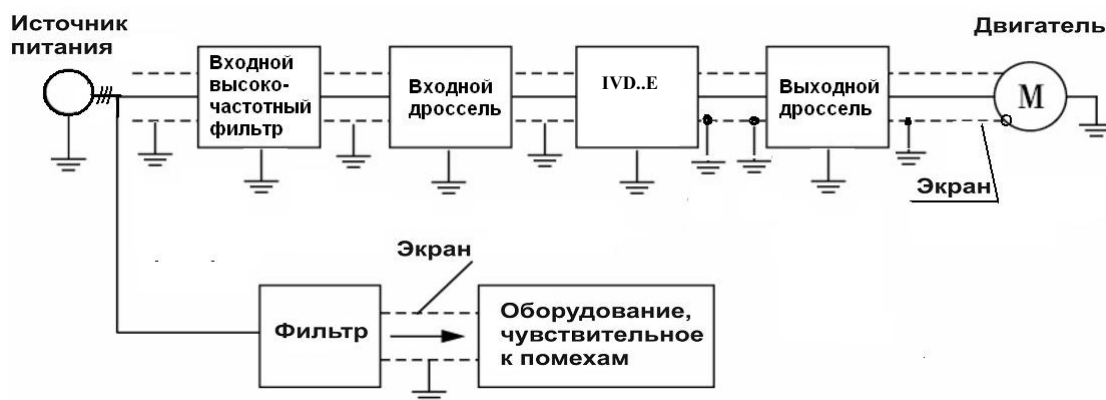 Источник
питания
Двигатель
Входной
высоко-
частотный
фильтр
Входной
дроссель
IVD..E
Выходной
дроссель
M
Экран
Экран
Фильтр
Оборудование,
чувствительное
к помехам